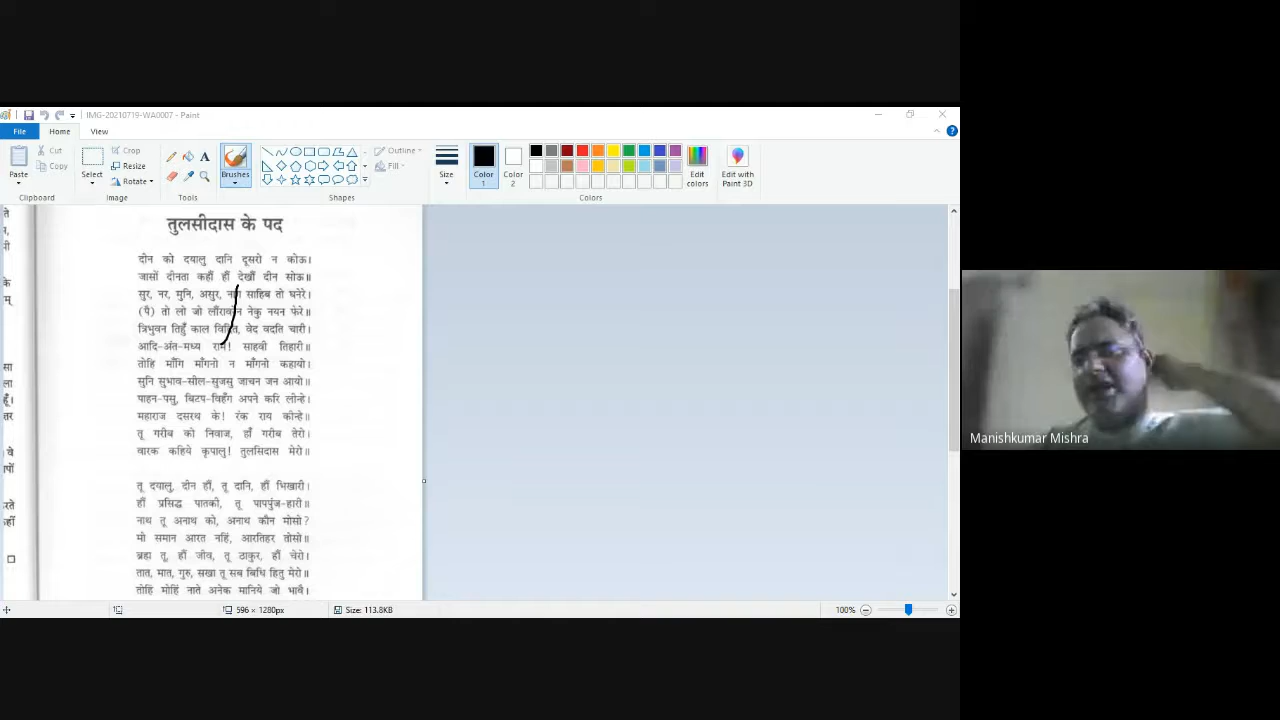 IMG-20210719-WA0007 - Paint
File Home View
Paste
Cut
Copy
Clipboard
Select
Crop
Resize
Rotate
Image
Tools
Brushes
Shapes
Outline
Fill
Size
Color 1
Color 2
Colors
Edit colors
Edit with Paint 3D
तुलसीदास के पद
दीन को दयालु दानि दूसरो न कोऊ।
जासों दीनता कहौं हौं देखौं दीन सोऊ॥
सुर, नर, मुनि, असुर, नाग साहिब तो घनेरे।
(पै) तो लौं जो लौं रावरे न नेकु नयन फेरे॥
त्रिभुवन तिहुँ काल विदित, वेद वदति चारी।
आदि-अंत-मध्य राम! साहवी तिहारी॥
तोहि माँगि माँगनो न माँगनो कहायो।
सुनि सुभाव-सील-सुजसु जाचन जन आयो॥
पाहन-पसु, बिटप-विहँग अपने करि लीन्हे।
महाराज दसरथ के! रंक राय कीन्हे॥
तू गरीब को निवाज, हौं गरीब तेरो।
वारक कहिये कृपालु! तुलसिदास मेरो॥
तू दयालु, दीन हौं, तू दानि, हौं भिखारी।
हौं प्रसिद्ध पातकी, तू पापपुंज-हारी॥
नाथ तू अनाथ को, अनाथ कौन मोसो?
मो समान आरत नहिं, आरतिहर तोसो॥
ब्रह्म तू, हौं जीव, तू ठाकुर, हौं चेरो।
तात, मात, गुरु, सखा तू सब बिधि हितु मेरो॥
तोहिं मोहिं नाते अनेक मानिये जो भावै।
596 × 1280px
Size: 113.8KB
100%
Manishkumar Mishra